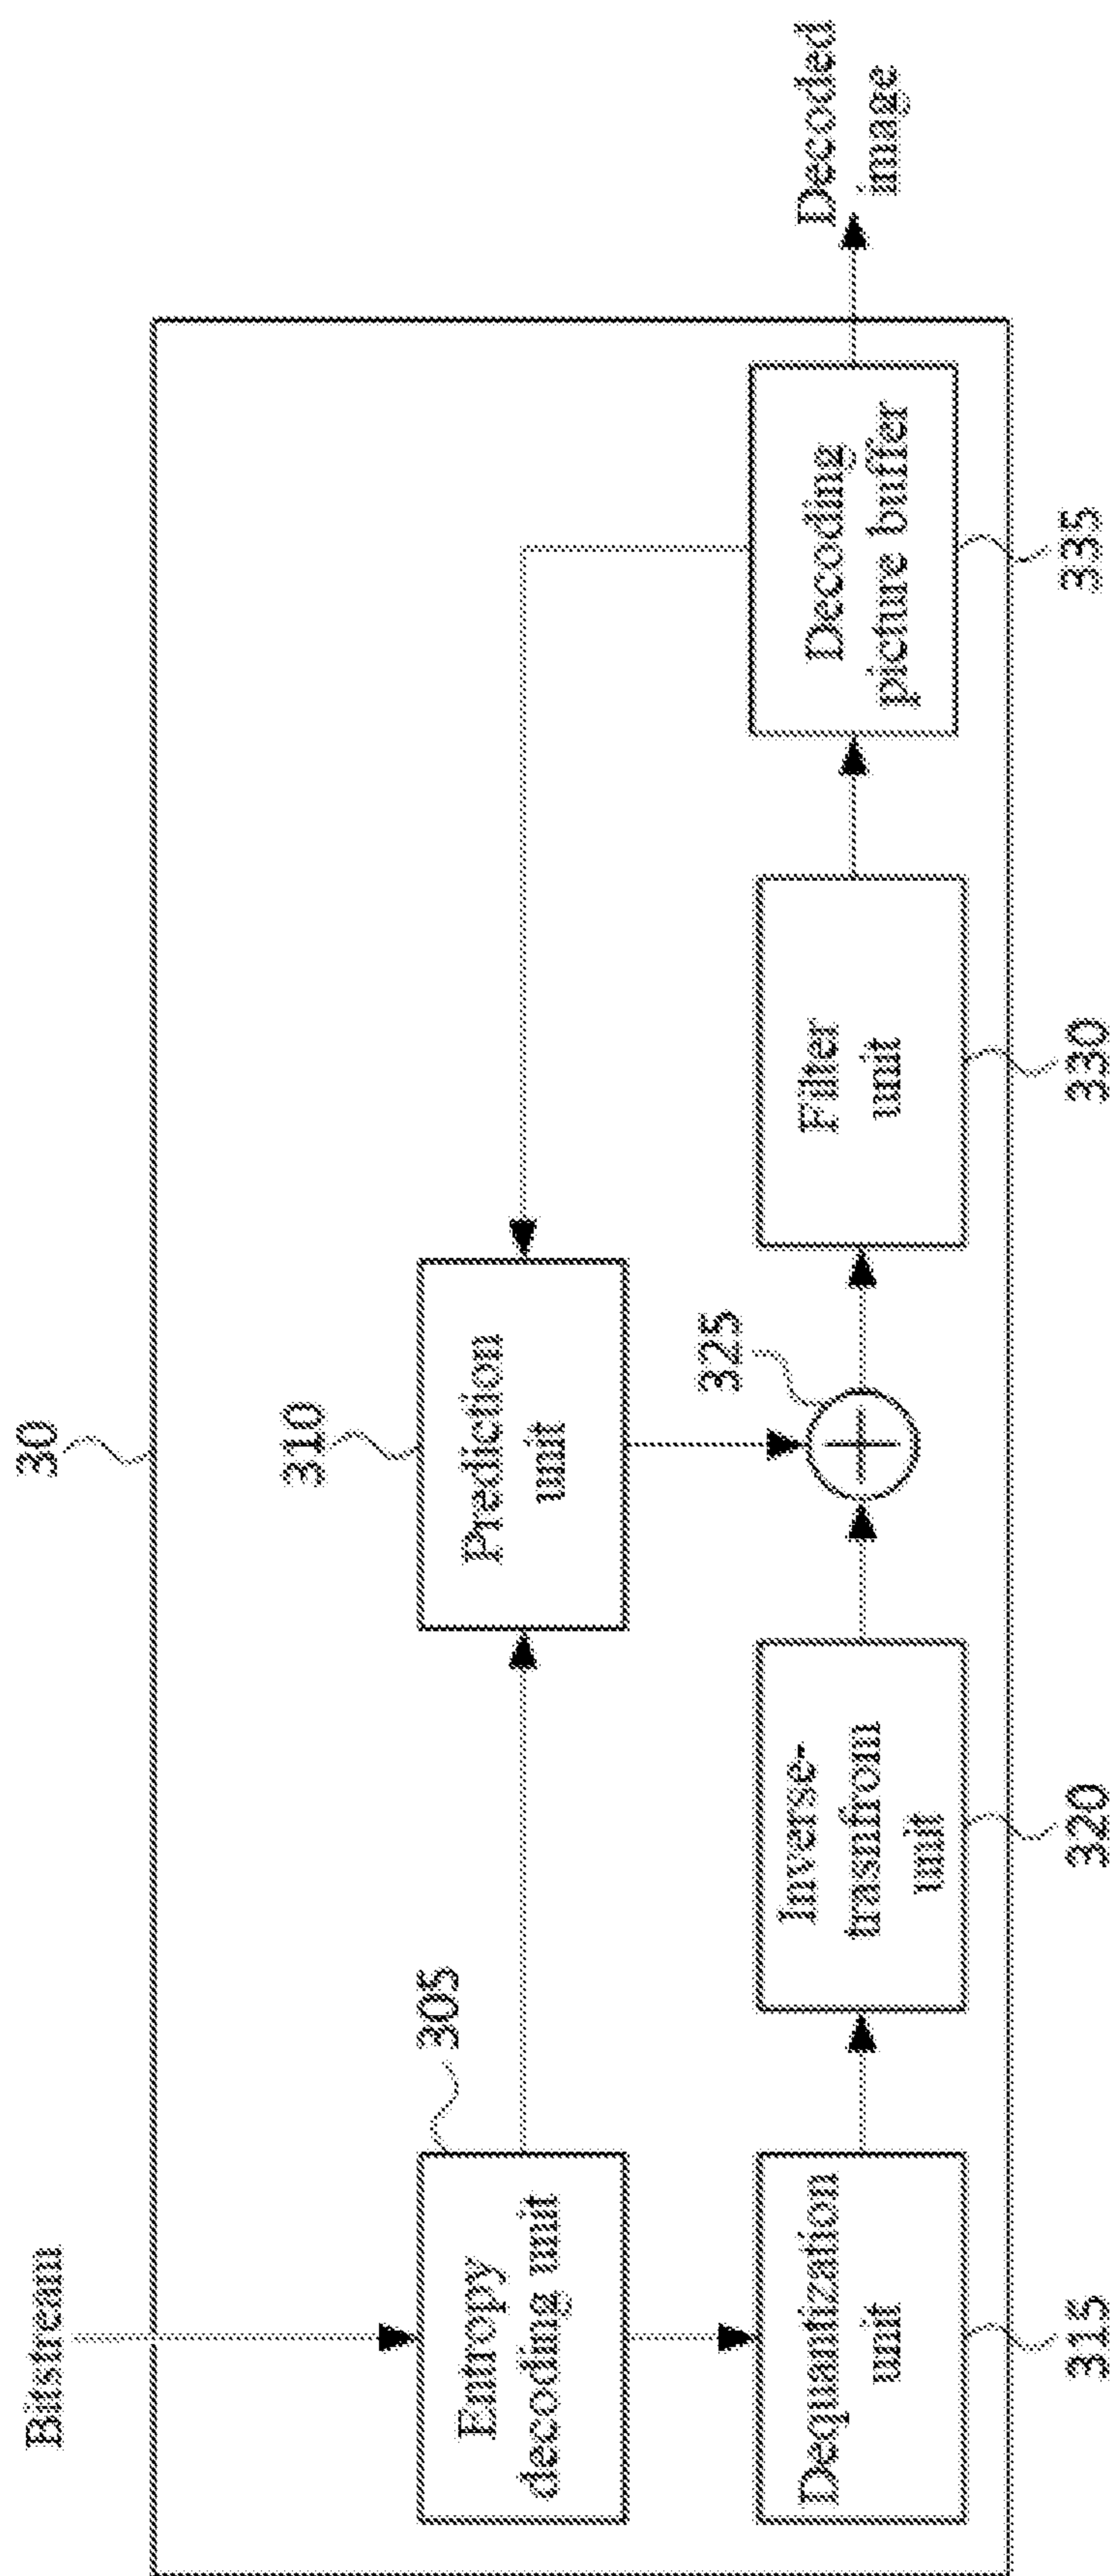 Bitstream
30
305
310
Entropy
decoding unit
Prediction
unit
325
Dequantization
unit
Inverse-
trasnfrom
unit
Filter
unit
Decoding
picture buffer
Decoded
image
315
320
330
335